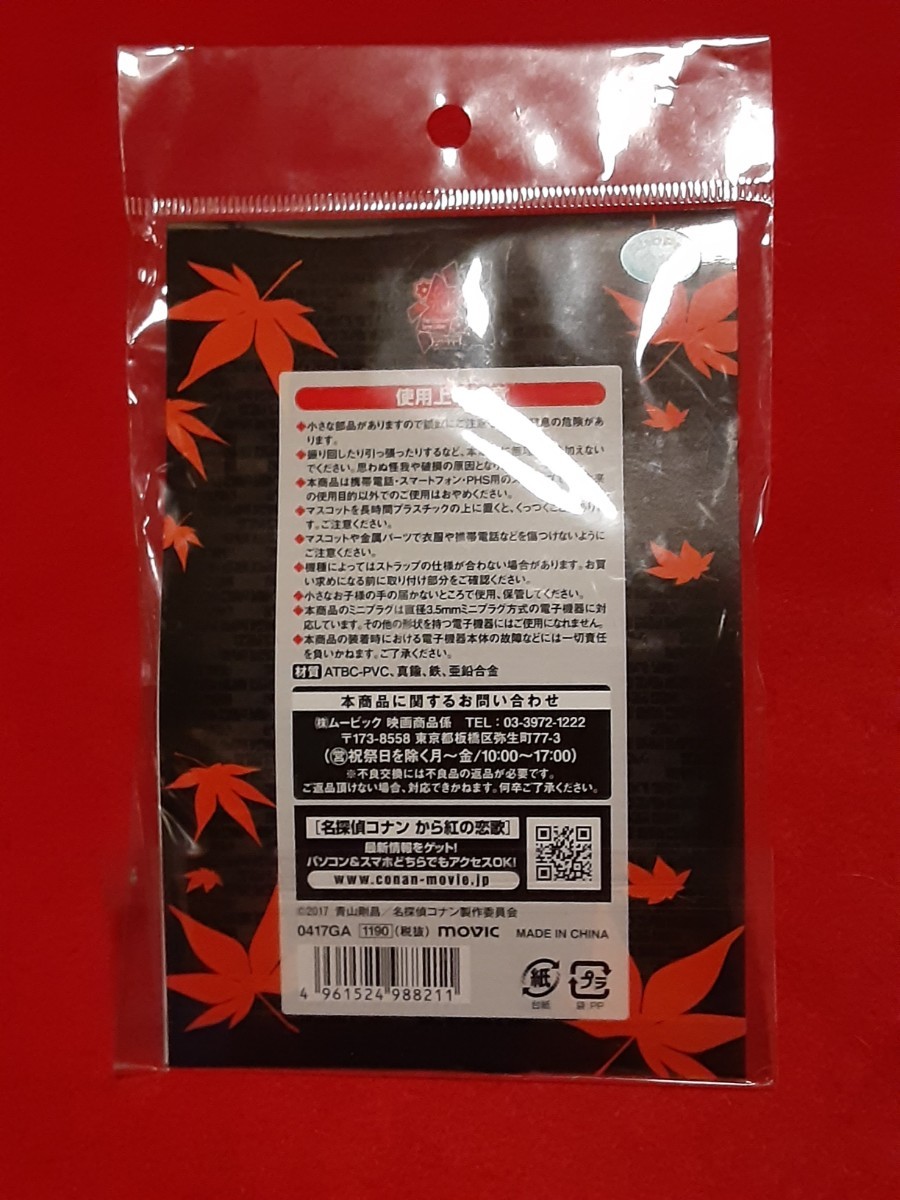 使用上
◆小さな部品がありますので の危険があ
ります。
◆振り回したり引っ張ったりするなど、本 加えない
でください。思わぬ怪我や破損の原因となり
◆本商品は携帯電話・スマートフォン・PHS用の
の使用目的以外でのご使用はおやめください。
◆マスコットを長時間プラスチックの上に置くと、くっつくこ
す。ご注意ください。
◆マスコットや金属パーツで衣服や携帯電話などを傷つけないように
ご注意ください。
◆機種によってはストラップの仕様が合わない場合があります。お買
い求めになる前に取り付け部分をご確認ください。
◆小さなお子様の手の届かないところで使用、保管してください。
◆本商品のミニプラグは直径3.5mmミニプラグ方式の電子機器に対
応しています。その他の形状を持つ電子機器にはご使用になれません。
◆本商品の装着時における電子機器本体の故障などには一切責任
を負いかねます。ご了承ください。
材質 ATBC-PVC、真鍮、鉄、亜鉛合金
本商品に関するお問い合わせ
㈱ムービック 映画商品係 TEL：03-3972-1222
〒173-8558 東京都板橋区弥生町77-3
(営祝祭日を除く月〜金/10:00〜17:00)
※不良交換には不良品の返品が必要です。
ご返品頂けない場合、対応できかねます。何卒ご了承ください。
[名探偵コナン から紅の恋歌]
最新情報をゲット!
パソコン&スマホどちらでもアクセスOK!
www.conan-movie.jp
©2017 青山剛昌／名探偵コナン製作委員会
0417GA 1190 (税抜) movic MADE IN CHINA
4 961524 988211
紙 プラ
台紙 袋 PP